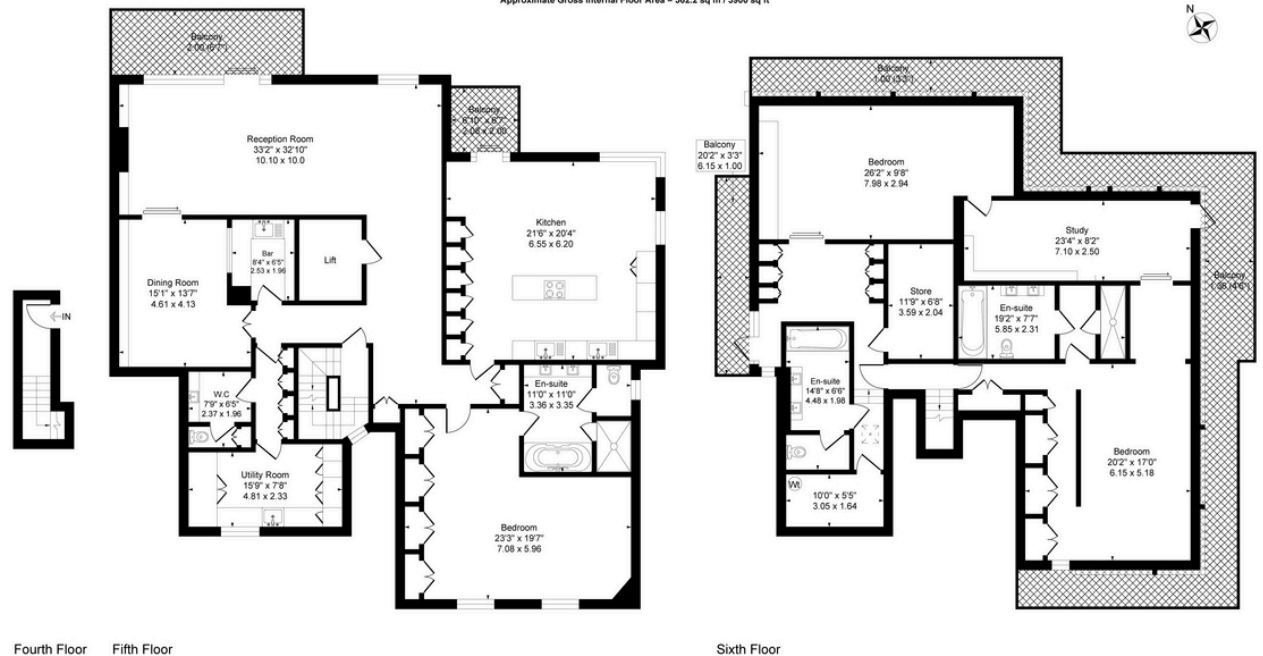 Approximate Gross Internal Floor Area = 362.2 sq m / 3900 sq ft
N
Balcony
2.00 (6'7")
Reception Room
33'2" x 32'10"
10.10 x 10.0
Balcony
6'10" x 6'7"
2.08 x 2.00
Kitchen
21'6" x 20'4"
6.55 x 6.20
Bar
8'4" x 6'5"
2.53 x 1.96
Lift
Dining Room
15'1" x 13'7"
4.61 x 4.13
IN
W.C
7'9" x 6'5"
2.37 x 1.96
En-suite
11'0" x 11'0"
3.36 x 3.35
Utility Room
15'9" x 7'8"
4.81 x 2.33
Bedroom
23'3" x 19'7"
7.08 x 5.96
Balcony
1.00 (3'3")
Balcony
20'2" x 3'3"
6.15 x 1.00
Bedroom
26'2" x 9'8"
7.98 x 2.94
Study
23'4" x 8'2"
7.10 x 2.50
Store
11'9" x 6'8"
3.59 x 2.04
Balcony
1.36 (4'6")
En-suite
19'2" x 7'7"
5.85 x 2.31
En-suite
14'8" x 6'6"
4.48 x 1.98
Wt
10'0" x 5'5"
3.05 x 1.64
Bedroom
20'2" x 17'0"
6.15 x 5.18
Fourth Floor
Fifth Floor
Sixth Floor